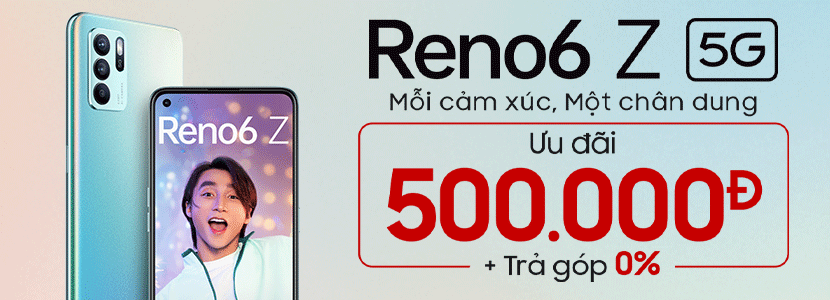 Reno6 Z 5G
Mỗi cảm xúc, Một chân dung
Ưu đãi
500.000Đ
+ Trả góp 0%
Reno6 Z